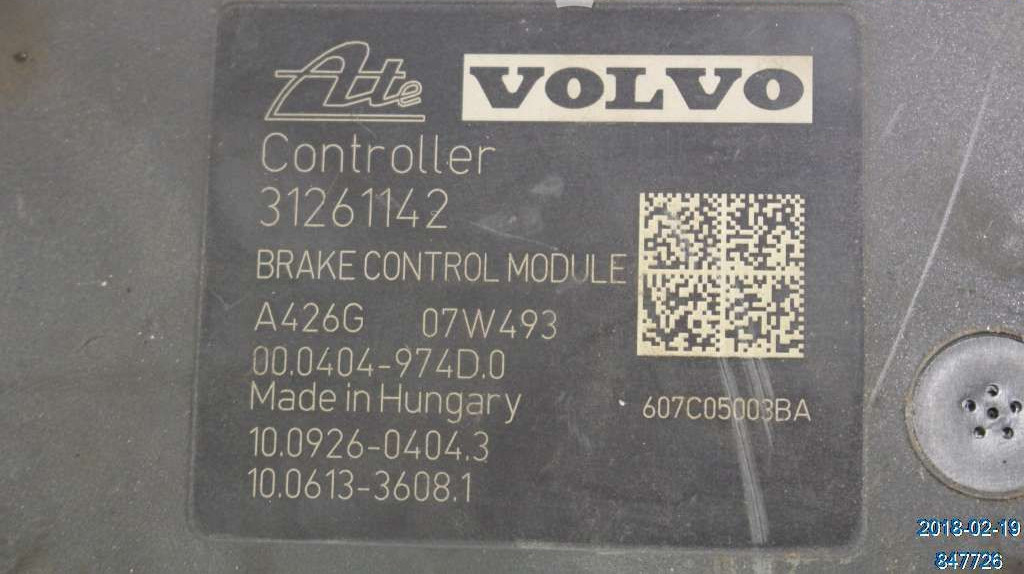 Ate VOLVO
Controller
31261142
BRAKE CONTROL MODULE
A426G 07W493
00.0404-974D.0
Made in Hungary
607C05003BA
10.0926-0404.3
10.0613-3608.1
2018-02-19
847726